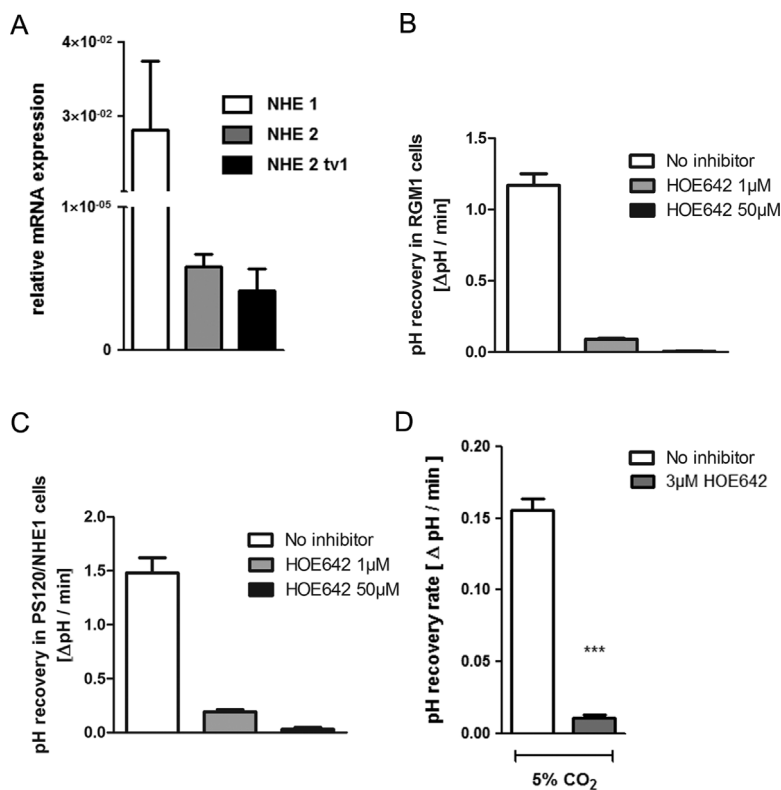 A
relative mRNA expression
4×10⁻⁰²
3×10⁻⁰²
1×10⁻⁰⁵
0
NHE 1
NHE 2
NHE 2 tv1
B
pH recovery in RGM1 cells
[ΔpH / min]
1.5
1.0
0.5
0.0
No inhibitor
HOE642 1µM
HOE642 50µM
C
pH recovery in PS120/NHE1 cells
[ΔpH / min]
2.0
1.5
1.0
0.5
0.0
No inhibitor
HOE642 1µM
HOE642 50µM
D
pH recovery rate [ Δ pH / min ]
0.20
0.15
0.10
0.05
0.00
No inhibitor
3µM HOE642
***
5% CO₂